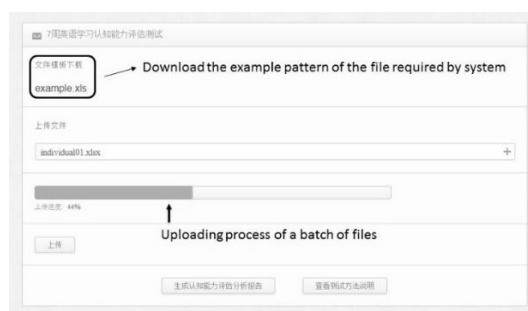 7周英语学习认知能力评估测试
文件模板下载
Download the example pattern of the file required by system
example.xls
上传文件
individual01.xlsx
+
上传进度: 44%
Uploading process of a batch of files
上传
生成认知能力评估分析报告
查看测试方法说明